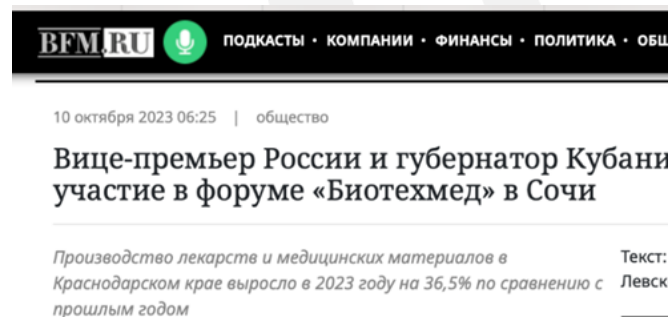 BFM.RU ПОДКАСТЫ · КОМПАНИИ · ФИНАНСЫ · ПОЛИТИКА ·
10 октября 2023 06:25 | общество
Вице-премьер России и губернатор Кубани
участие в форуме «Биотехмед» в Сочи
Производство лекарств и медицинских материалов в
Краснодарском крае выросло в 2023 году на 36,5% по сравнению с
прошлым годом
Текст:
Левск